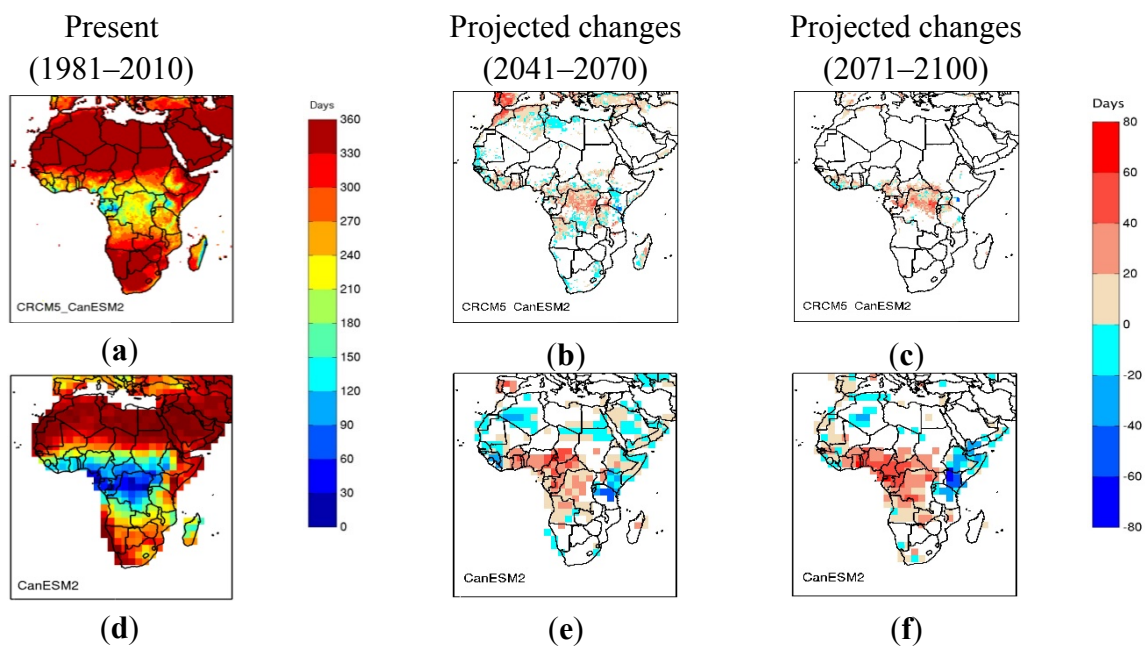 Present
(1981–2010)
Projected changes
(2041–2070)
Projected changes
(2071–2100)
Days
360
330
300
270
240
210
180
150
120
90
60
30
0
Days
80
60
40
20
0
-20
-40
-60
-80
CRCM5_CanESM2
CRCM5 CanESM2
CRCM5 CanESM2
(a)
(b)
(c)
CanESM2
CanESM2
CanESM2
(d)
(e)
(f)